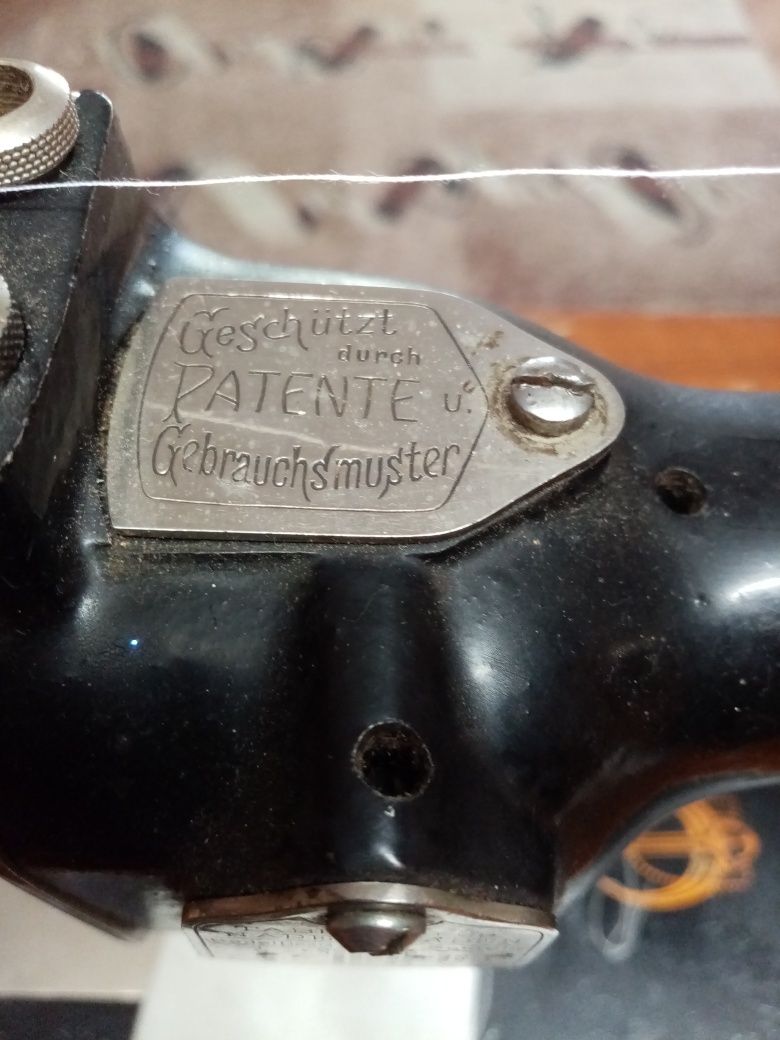 Geschützt
durch
PATENTE u.
Gebrauchsmuster